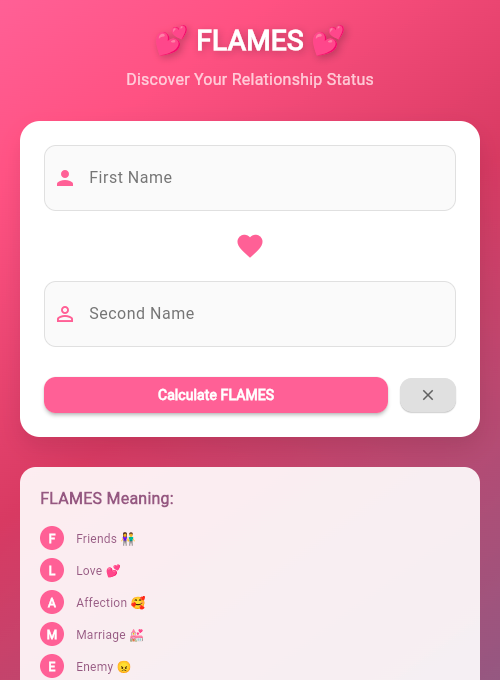 💕 FLAMES 💕
Discover Your Relationship Status
First Name
Second Name
Calculate FLAMES
FLAMES Meaning:
F Friends 👫
L Love 💕
A Affection 🥰
M Marriage 💒
E Enemy 😠